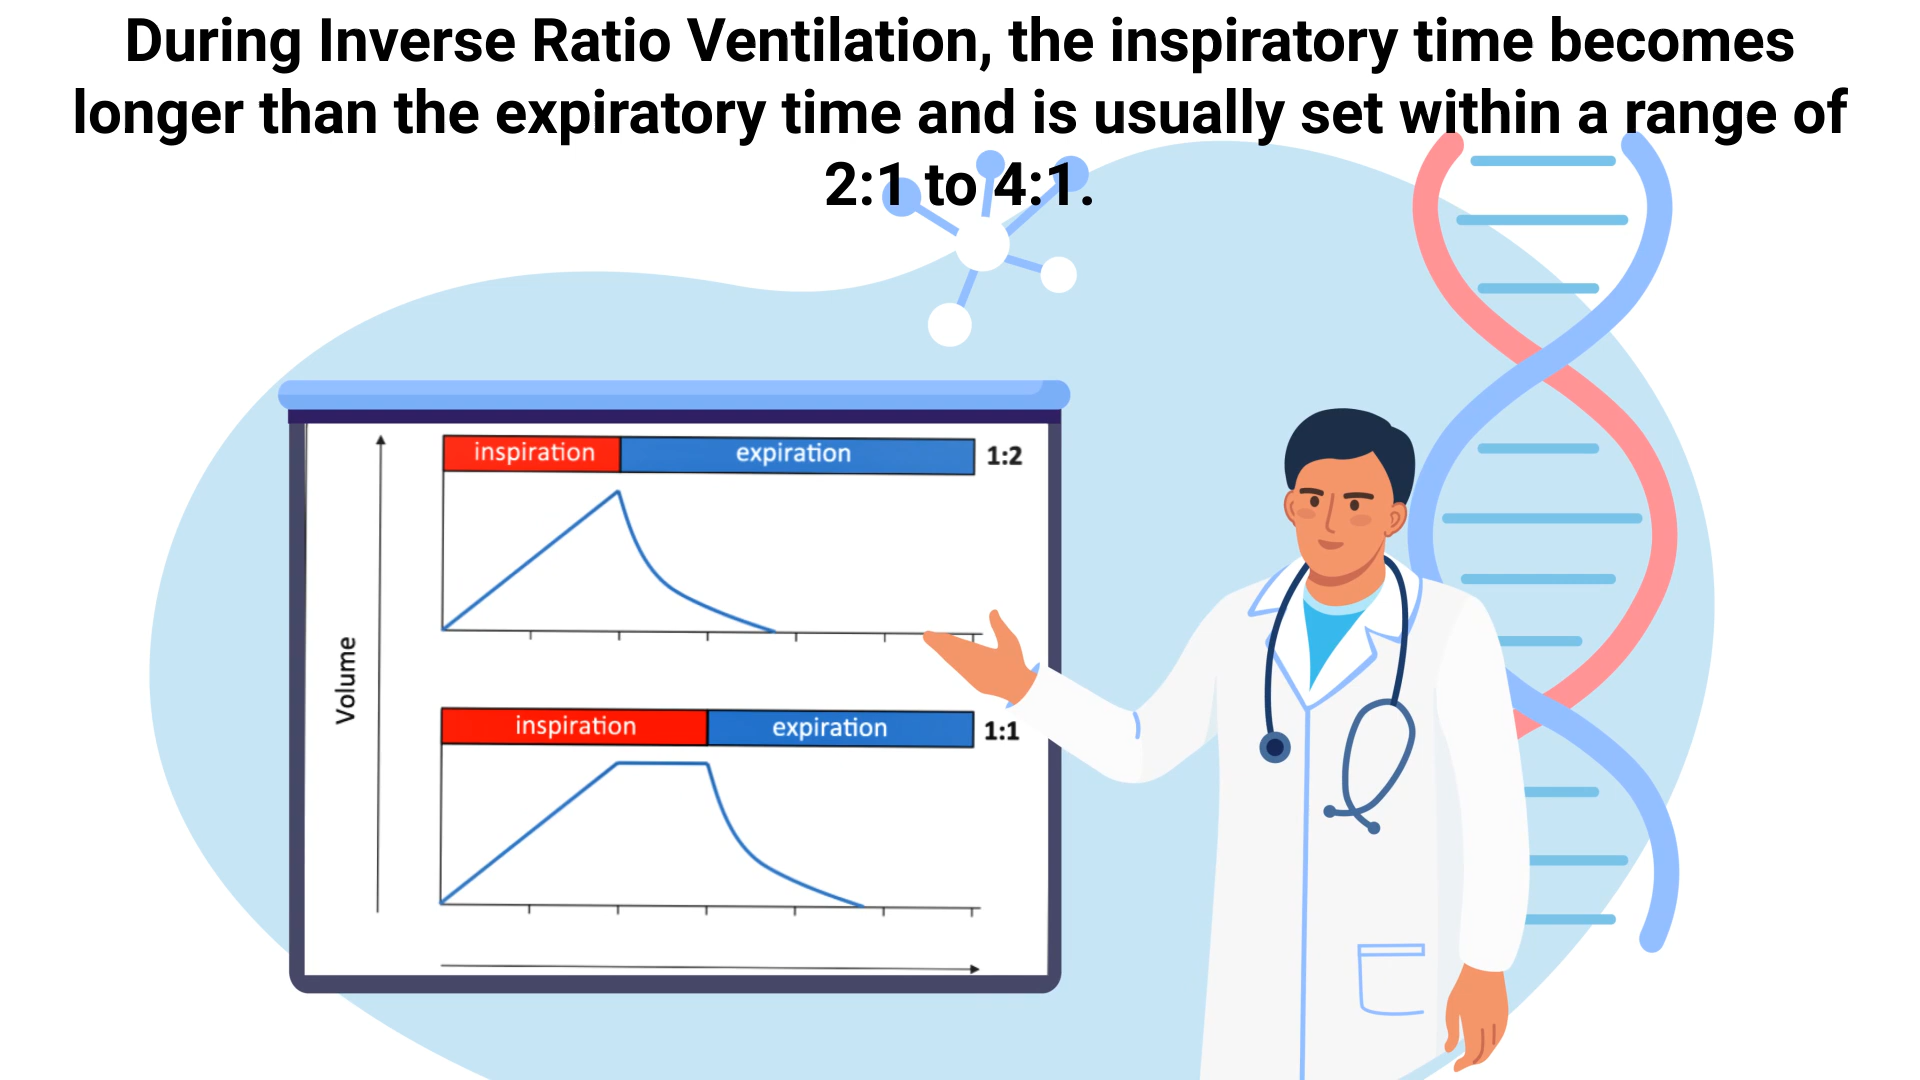 During Inverse Ratio Ventilation, the inspiratory time becomes
longer than the expiratory time and is usually set within a range of
2:1 to 4:1.
inspiration expiration 1:2
Volume
inspiration expiration 1:1